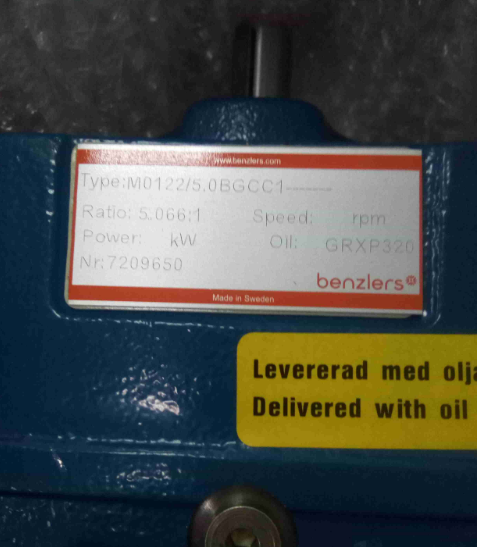 www.benzlers.com
Type:M0122/5.0BGCC1------
Ratio: 5.066:1 Speed: rpm
Power: kW Oil: GRXP320
Nr:7209650
benzlers®
Made in Sweden
Levererad med olja
Delivered with oil